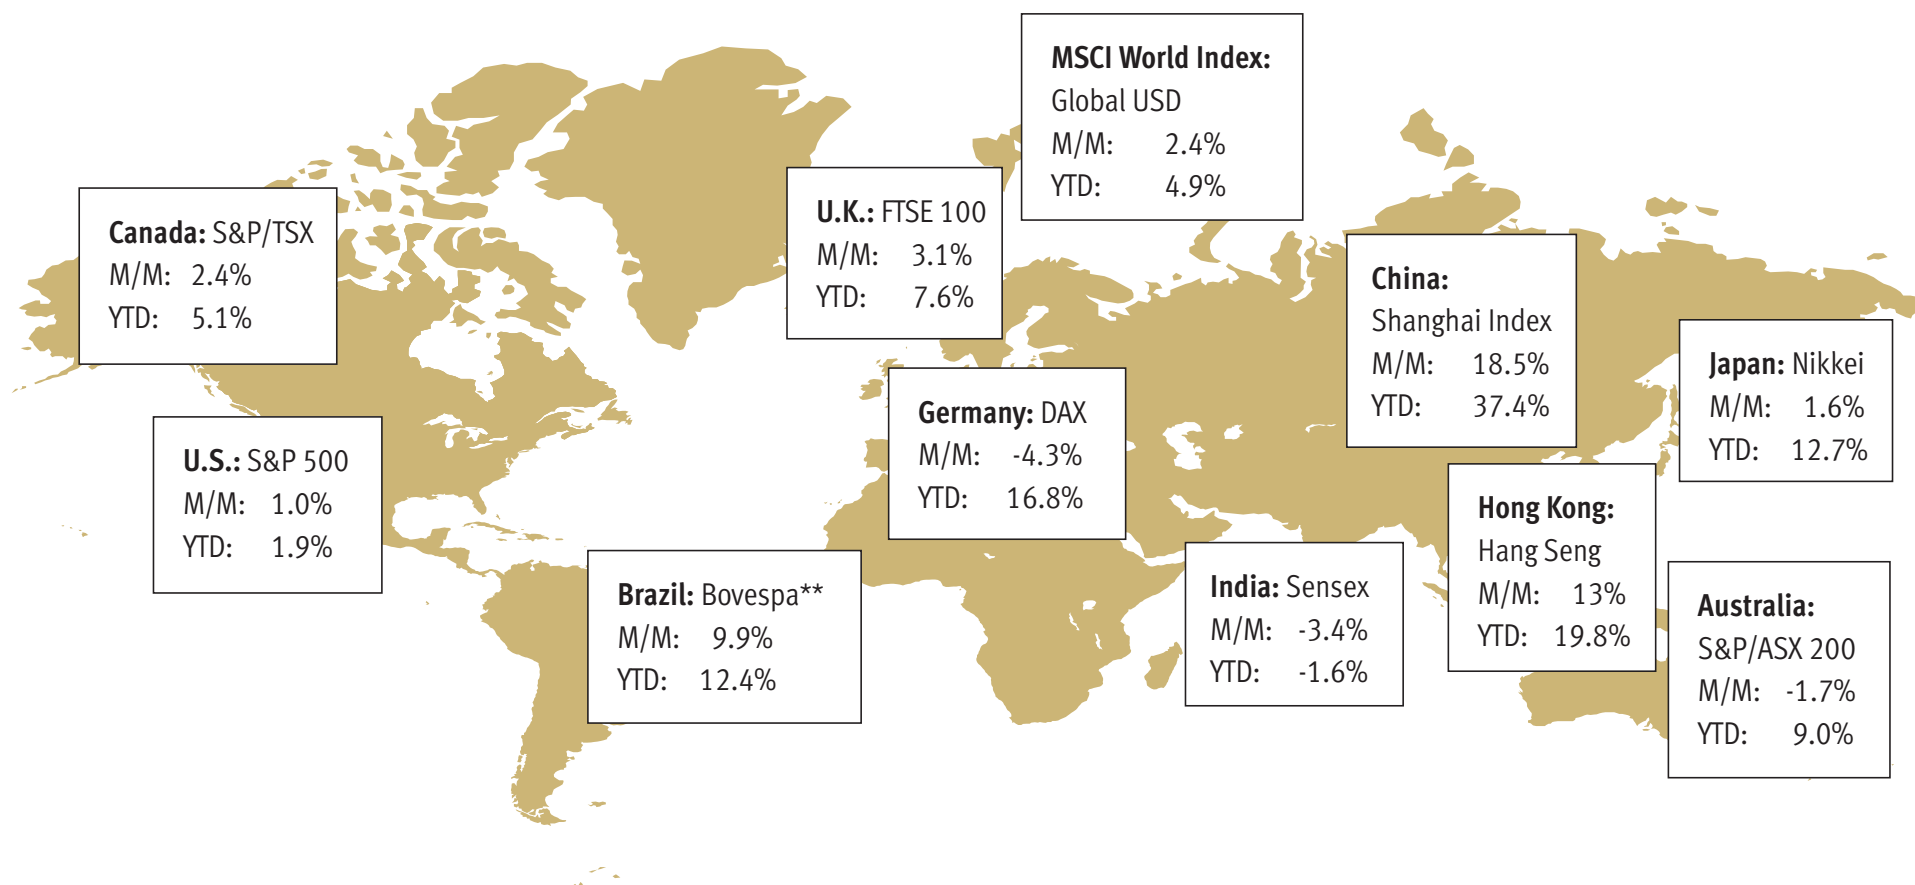 MSCI World Index:
Global USD
M/M: 2.4%
YTD: 4.9%
Canada: S&P/TSX
M/M: 2.4%
YTD: 5.1%
U.K.: FTSE 100
M/M: 3.1%
YTD: 7.6%
China:
Shanghai Index
M/M: 18.5%
YTD: 37.4%
Japan: Nikkei
M/M: 1.6%
YTD: 12.7%
U.S.: S&P 500
M/M: 1.0%
YTD: 1.9%
Germany: DAX
M/M: -4.3%
YTD: 16.8%
Hong Kong:
Hang Seng
M/M: 13%
YTD: 19.8%
Brazil: Bovespa**
M/M: 9.9%
YTD: 12.4%
India: Sensex
M/M: -3.4%
YTD: -1.6%
Australia:
S&P/ASX 200
M/M: -1.7%
YTD: 9.0%